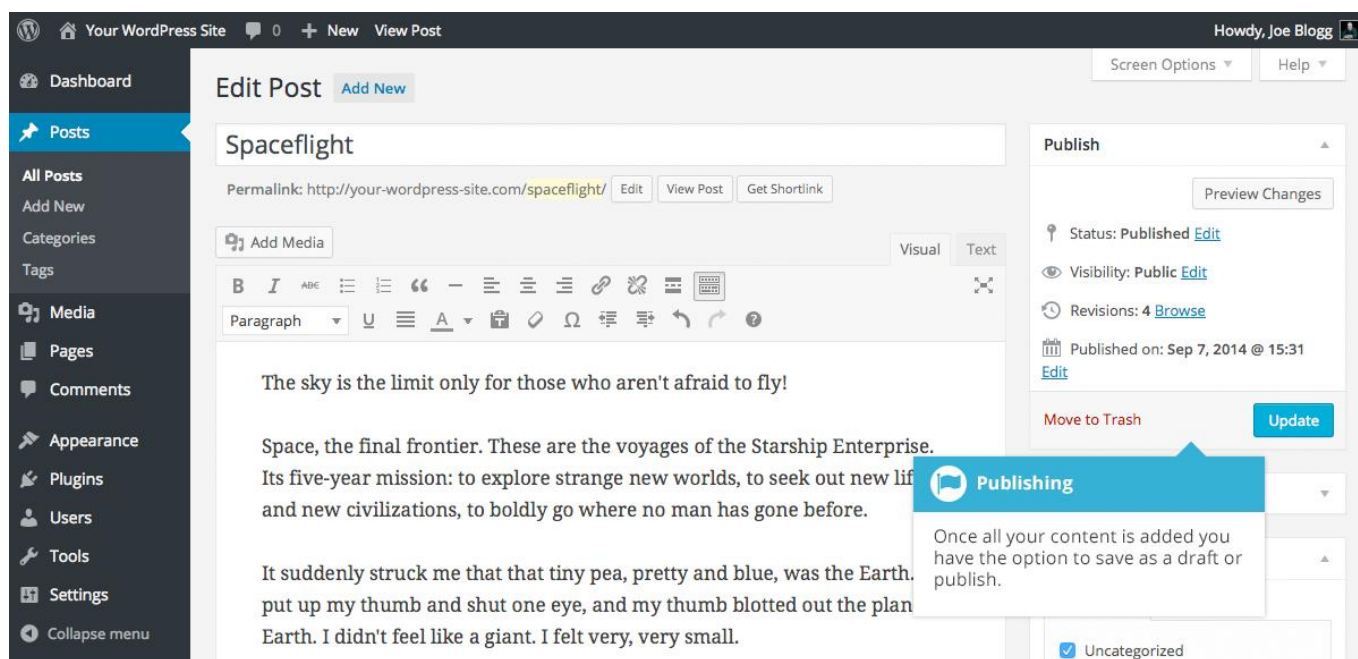 Your WordPress Site 0 + New View Post Howdy, Joe Blogg
Screen Options Help
Dashboard
Posts
All Posts
Add New
Categories
Tags
Media
Pages
Comments
Appearance
Plugins
Users
Tools
Settings
Collapse menu
Edit Post Add New
Spaceflight
Permalink: http://your-wordpress-site.com/spaceflight/ Edit View Post Get Shortlink
Add Media
Visual Text
B I ABC
Paragraph U A Ω
The sky is the limit only for those who aren't afraid to fly!
Space, the final frontier. These are the voyages of the Starship Enterprise.
Its five-year mission: to explore strange new worlds, to seek out new
and new civilizations, to boldly go where no man has gone before.
It suddenly struck me that that tiny pea, pretty and blue, was the Earth.
put up my thumb and shut one eye, and my thumb blotted out the
Earth. I didn't feel like a giant. I felt very, very small.
Publish
Preview Changes
Status: Published Edit
Visibility: Public Edit
Revisions: 4 Browse
Published on: Sep 7, 2014 @ 15:31
Edit
Move to Trash Update
Publishing
Once all your content is added you
have the option to save as a draft or
publish.
Uncategorized